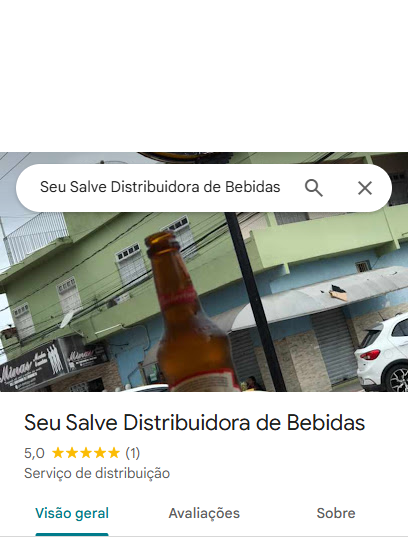 Seu Salve Distribuidora de Bebidas
Minas
Minas
Seu Salve Distribuidora de Bebidas
5,0 (1)
Serviço de distribuição
Visão geral Avaliações Sobre